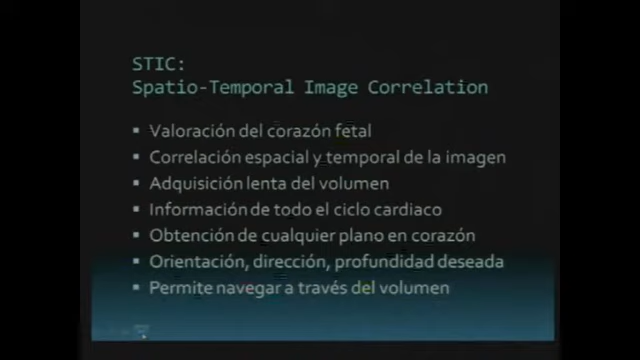 STIC:
Spatio-Temporal Image Correlation
Valoración del corazón fetal
Correlación espacial y temporal de la imagen
Adquisición lenta del volumen
Información de todo el ciclo cardiaco
Obtención de cualquier plano en corazón
Orientación, dirección, profundidad deseada
Permite navegar a través del volumen